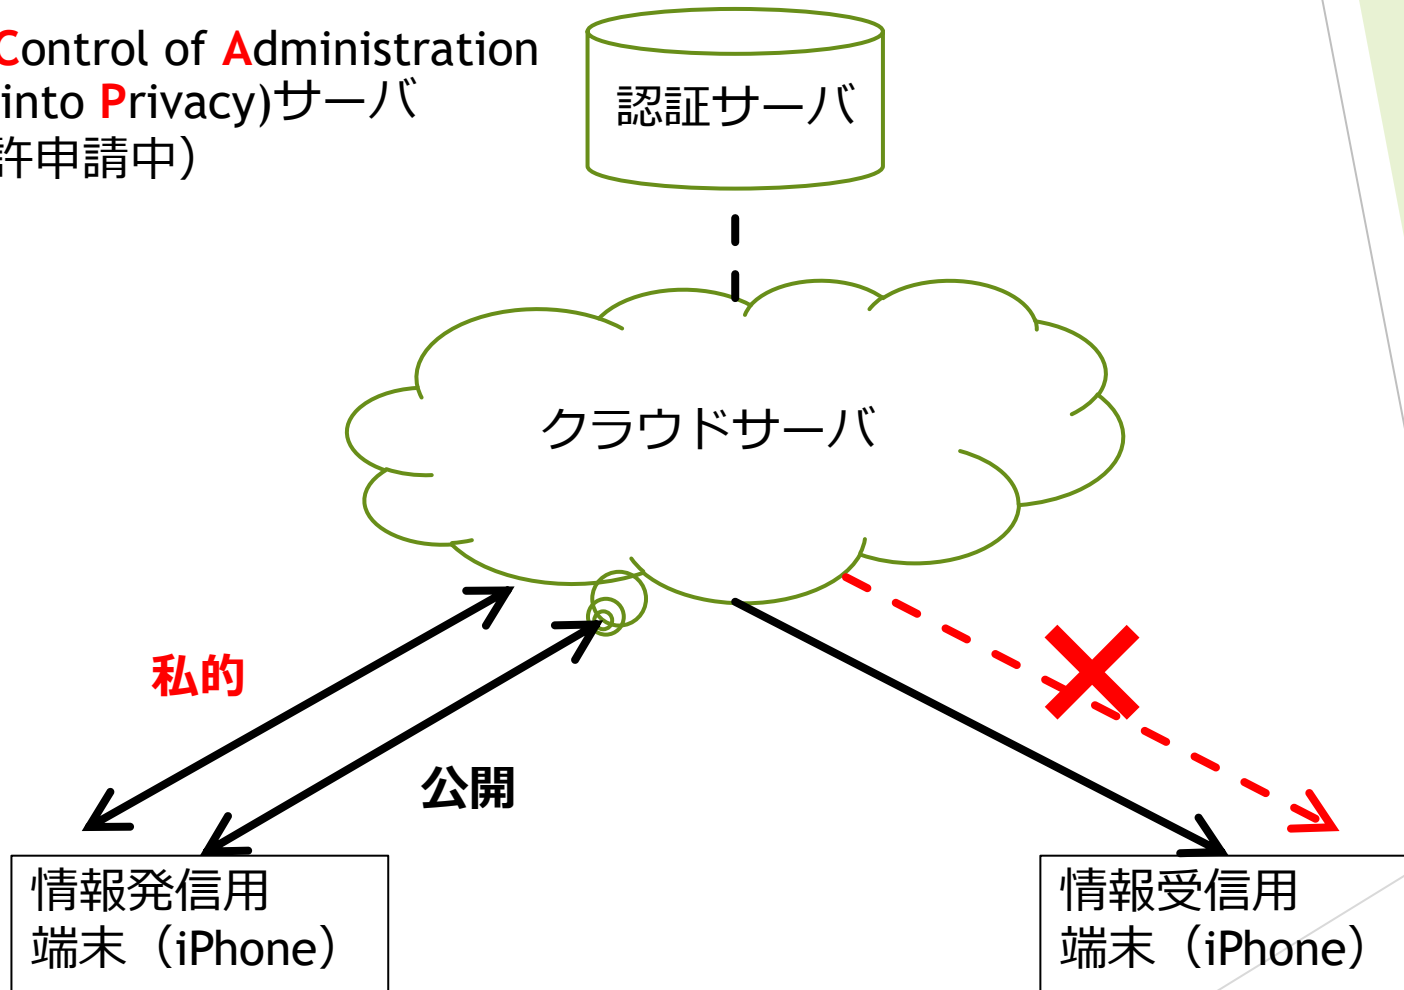 Control of Administration
into Privacy)サーバ
許申請中）
認証サーバ
クラウドサーバ
私的
公開
情報発信用
端末（iPhone）
情報受信用
端末（iPhone）